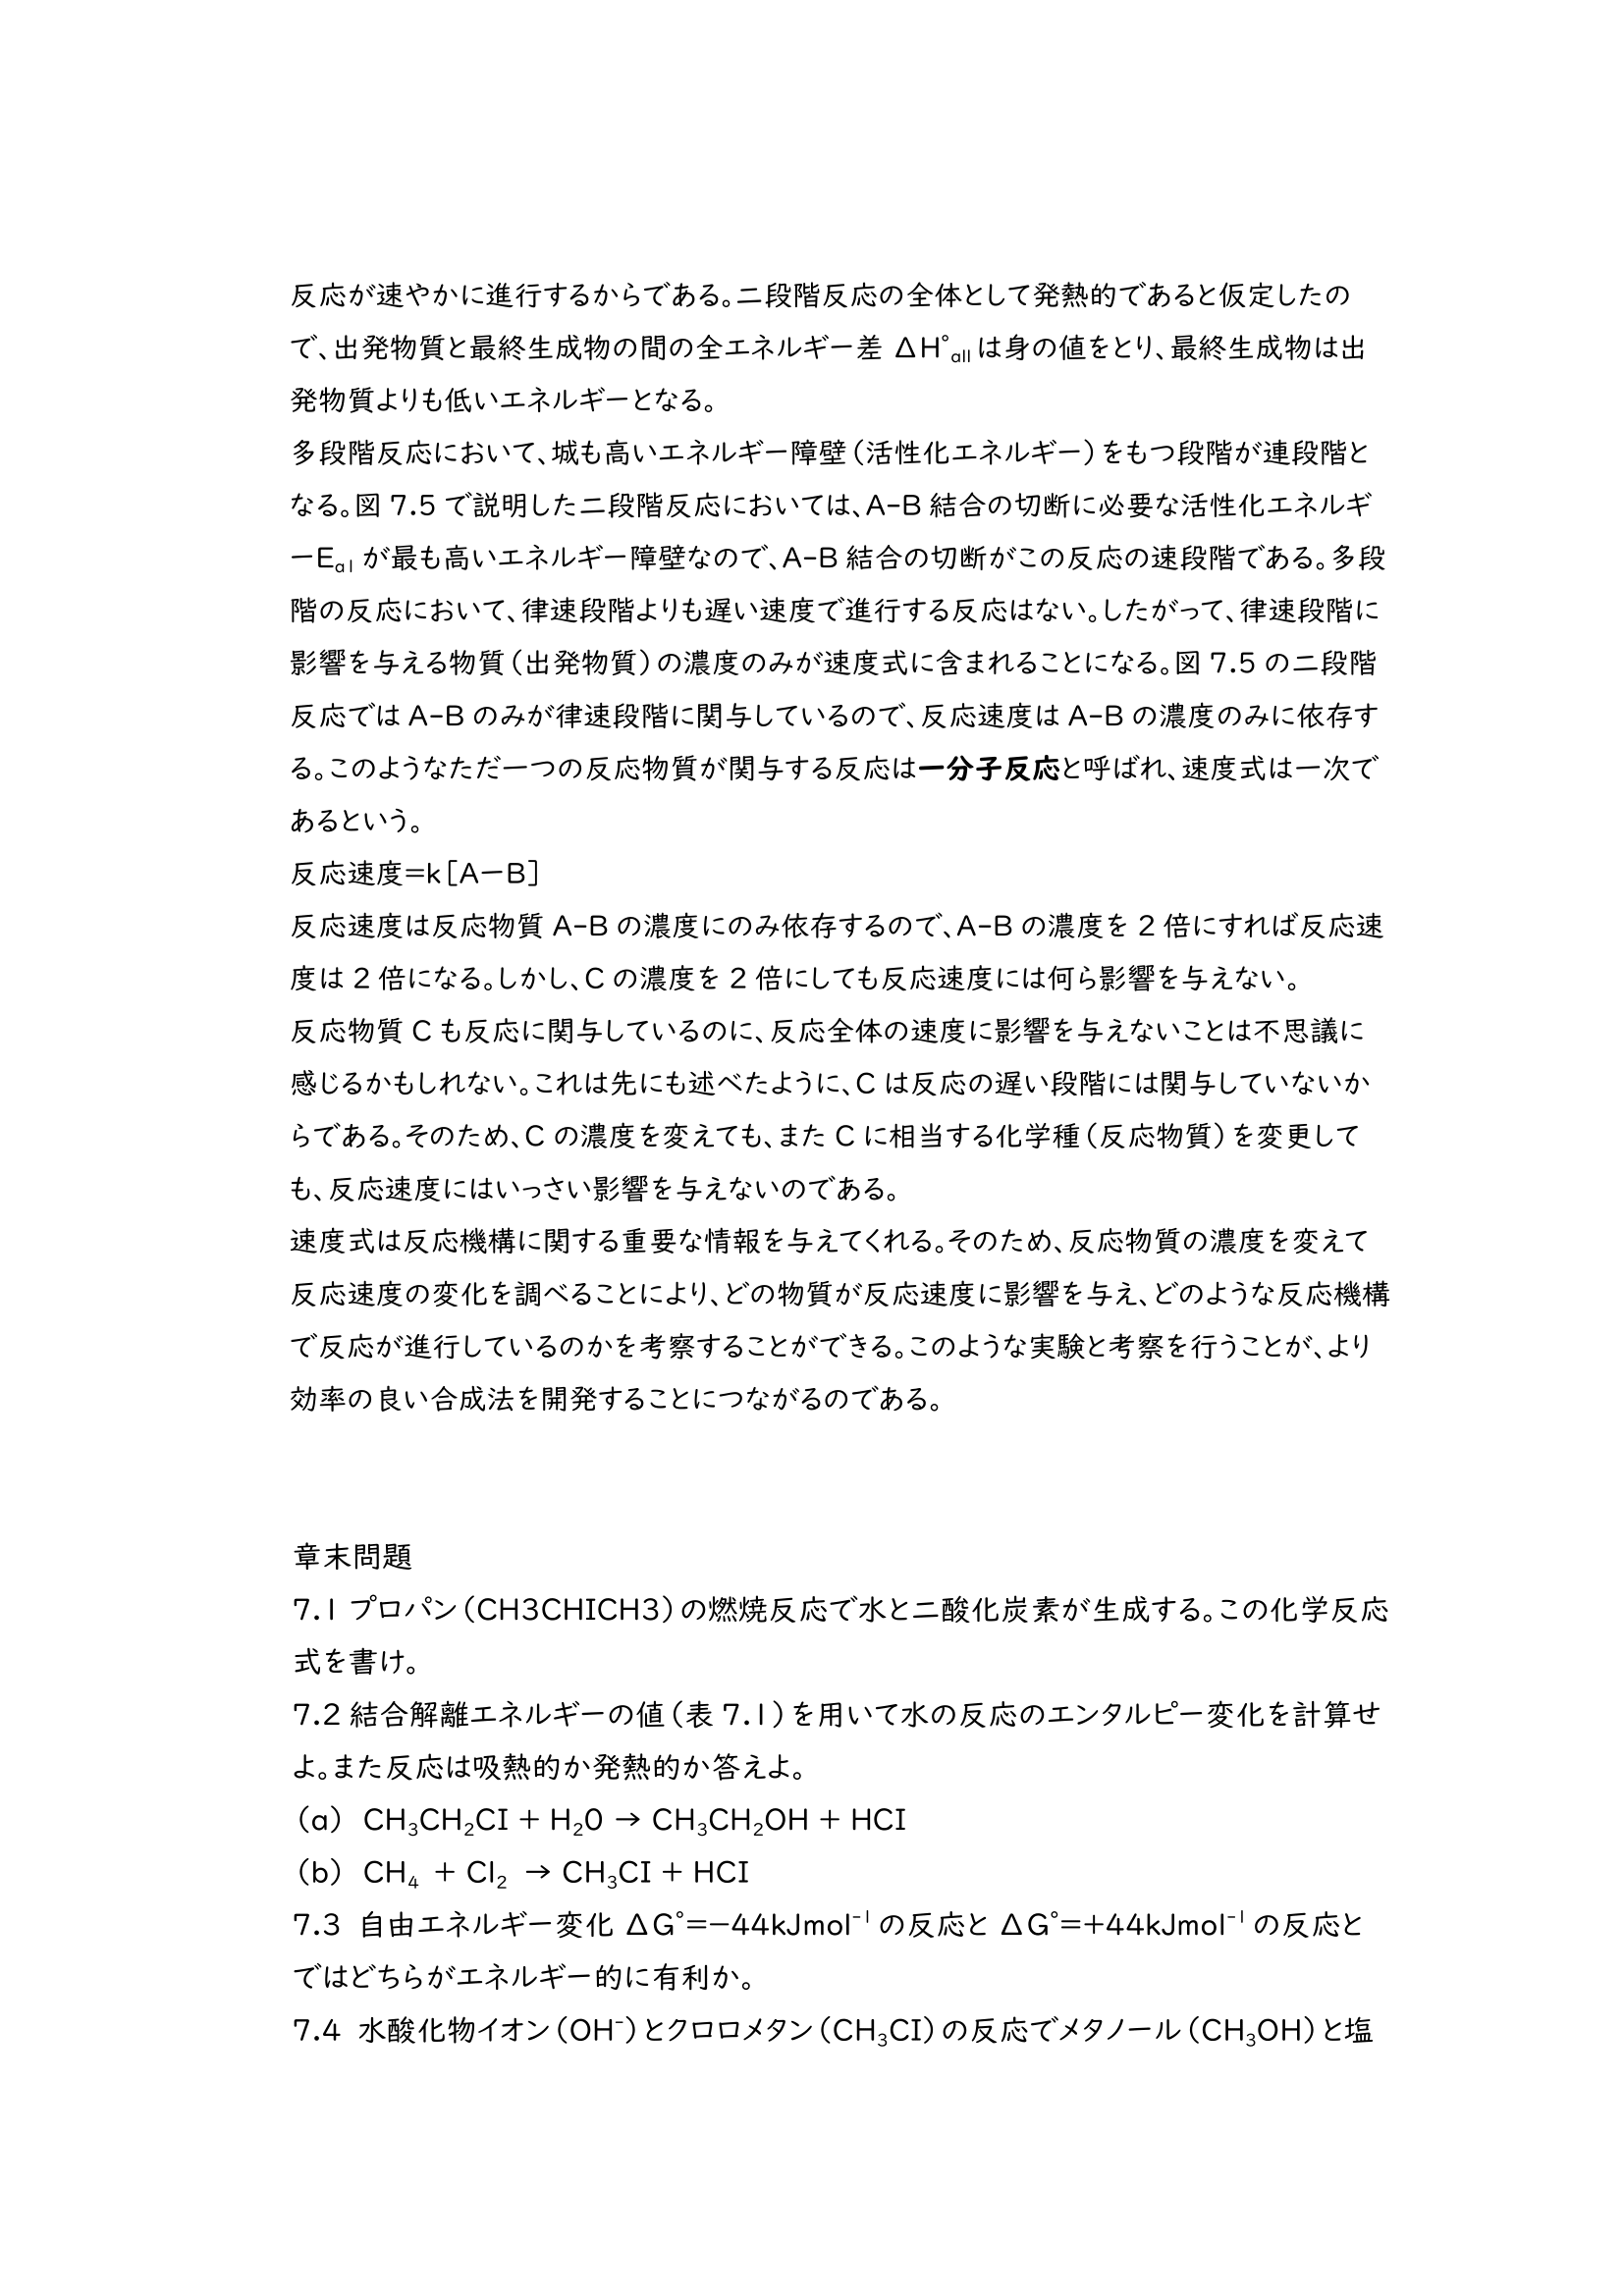 反応が速やかに進行するからである。二段階反応の全体として発熱的であると仮定したの
で、出発物質と最終生成物の間の全エネルギー差 ΔH°allは身の値をとり、最終生成物は出
発物質よりも低いエネルギーとなる。
多段階反応において、城も高いエネルギー障壁（活性化エネルギー）をもつ段階が連段階と
なる。図 7.5 で説明した二段階反応においては、A-B 結合の切断に必要な活性化エネルギ
ーEa1 が最も高いエネルギー障壁なので、A-B 結合の切断がこの反応の速段階である。多段
階の反応において、律速段階よりも遅い速度で進行する反応はない。したがって、律速段階に
影響を与える物質（出発物質）の濃度のみが速度式に含まれることになる。図 7.5 の二段階
反応では A-B のみが律速段階に関与しているので、反応速度は A-B の濃度のみに依存す
る。このようなただ一つの反応物質が関与する反応は一分子反応と呼ばれ、速度式は一次で
あるという。
反応速度=k[AーB]
反応速度は反応物質 A-B の濃度にのみ依存するので、A-B の濃度を 2 倍にすれば反応速
度は 2 倍になる。しかし、C の濃度を 2 倍にしても反応速度には何ら影響を与えない。
反応物質 C も反応に関与しているのに、反応全体の速度に影響を与えないことは不思議に
感じるかもしれない。これは先にも述べたように、C は反応の遅い段階には関与していないか
らである。そのため、C の濃度を変えても、また C に相当する化学種（反応物質）を変更して
も、反応速度にはいっさい影響を与えないのである。
速度式は反応機構に関する重要な情報を与えてくれる。そのため、反応物質の濃度を変えて
反応速度の変化を調べることにより、どの物質が反応速度に影響を与え、どのような反応機構
で反応が進行しているのかを考察することができる。このような実験と考察を行うことが、より
効率の良い合成法を開発することにつながるのである。
章末問題
7.1 プロパン（CH3CHICH3）の燃焼反応で水と二酸化炭素が生成する。この化学反応
式を書け。
7.2 結合解離エネルギーの値（表 7.1）を用いて水の反応のエンタルピー変化を計算せ
よ。また反応は吸熱的か発熱的か答えよ。
（a） CH₃CH₂CI + H₂0 → CH₃CH₂OH + HCI
（b） CH₄ + Cl₂ → CH₃CI + HCI
7.3 自由エネルギー変化 ΔG°=−44kJmol⁻¹ の反応と ΔG°=+44kJmol⁻¹ の反応と
ではどちらがエネルギー的に有利か。
7.4 水酸化物イオン（OH⁻）とクロロメタン（CH₃CI）の反応でメタノール（CH₃OH）と塩